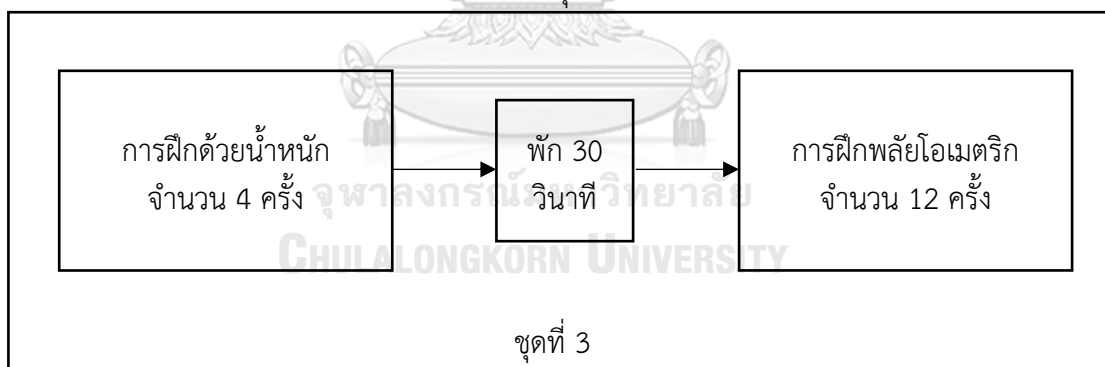 การฝึกด้วยน้ำหนัก
จำนวน 4 ครั้ง
พัก 30
วินาที
การฝึกพลัยโอเมตริก
จำนวน 12 ครั้ง
จุฬาลงกรณ์มหาวิทยาลัย
CHULALONGKORN UNIVERSITY
ชุดที่ 3